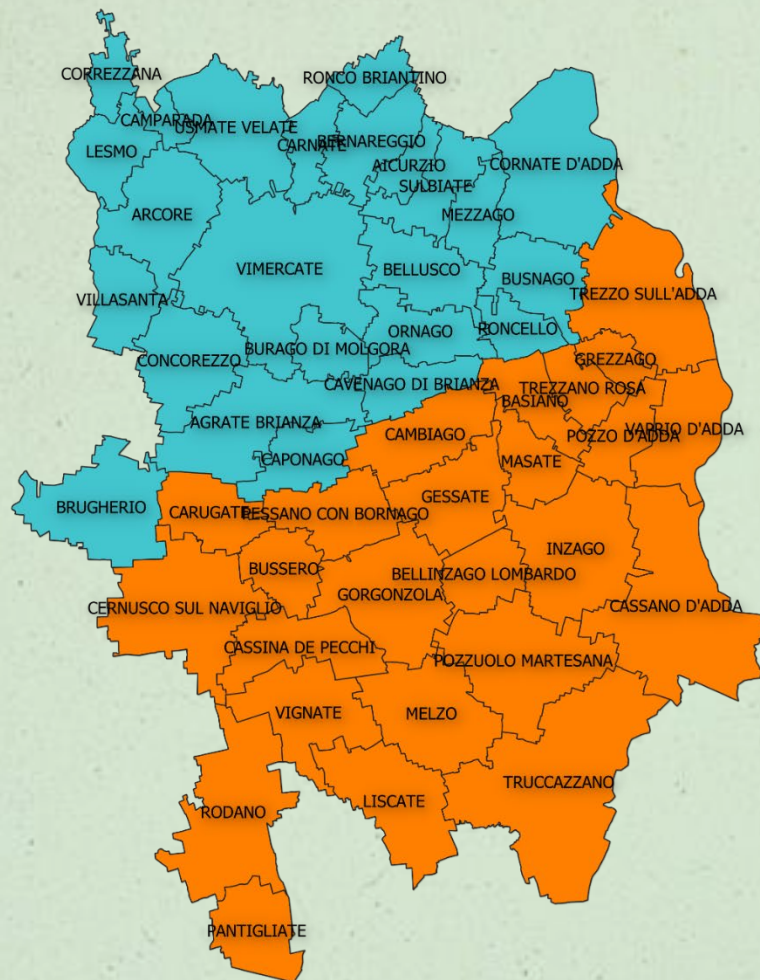 CORREZZANA
RONCO BRIANTINO
CAMPARADA
USMATE VELATE
CARNATE
BERNAREGGIO
LESMO
AICURZIO
CORNATE D'ADDA
SULBIATE
ARCORE
MEZZAGO
VIMERCATE
BELLUSCO
BUSNAGO
VILLASANTA
TREZZO SULL'ADDA
ORNAGO
RONCELLO
BURAGO DI MOLGORA
CONCOREZZO
GREZZAGO
CAVENAGO DI BRIANZA
TREZZANO ROSA
BASIANO
AGRATE BRIANZA
CAMBIAGO
POZZO D'ADDA
VAPRIO D'ADDA
CAPONAGO
MASATE
GESSATE
BRUGHERIO
CARUGATE
PESSANO CON BORNAGO
INZAGO
BUSSERO
BELLINZAGO LOMBARDO
GORGONZOLA
CERNUSCO SUL NAVIGLIO
CASSANO D'ADDA
CASSINA DE PECCHI
POZZUOLO MARTESANA
VIGNATE
MELZO
TRUCCAZZANO
LISCATE
RODANO
PANTIGLIATE